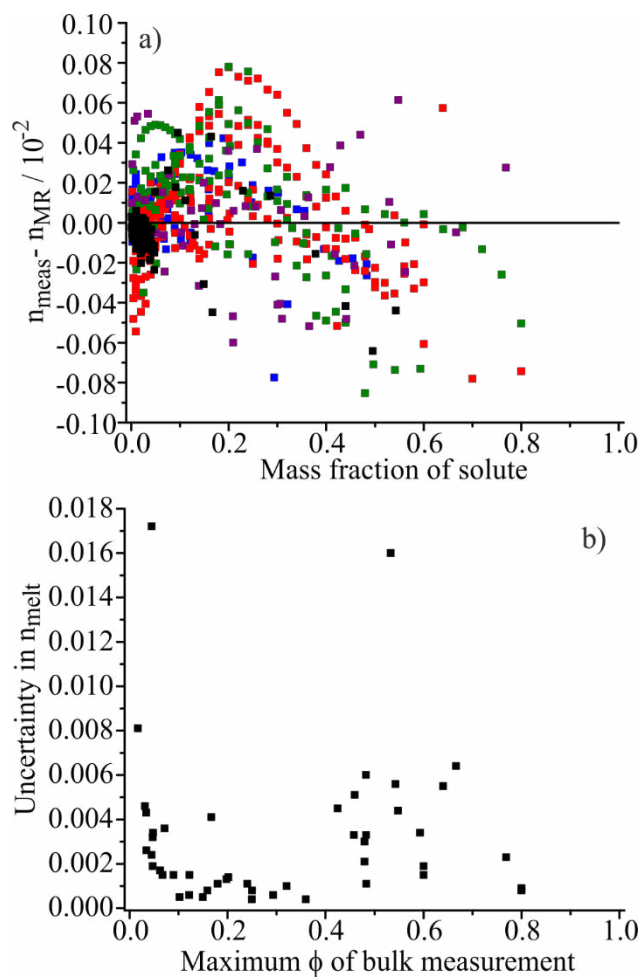 a)
n_meas - n_MR / 10^-2
0.10
0.08
0.06
0.04
0.02
0.00
-0.02
-0.04
-0.06
-0.08
-0.10
0.0 0.2 0.4 0.6 0.8 1.0
Mass fraction of solute
b)
Uncertainty in n_melt
0.018
0.016
0.014
0.012
0.010
0.008
0.006
0.004
0.002
0.000
0.0 0.2 0.4 0.6 0.8 1.0
Maximum ϕ of bulk measurement